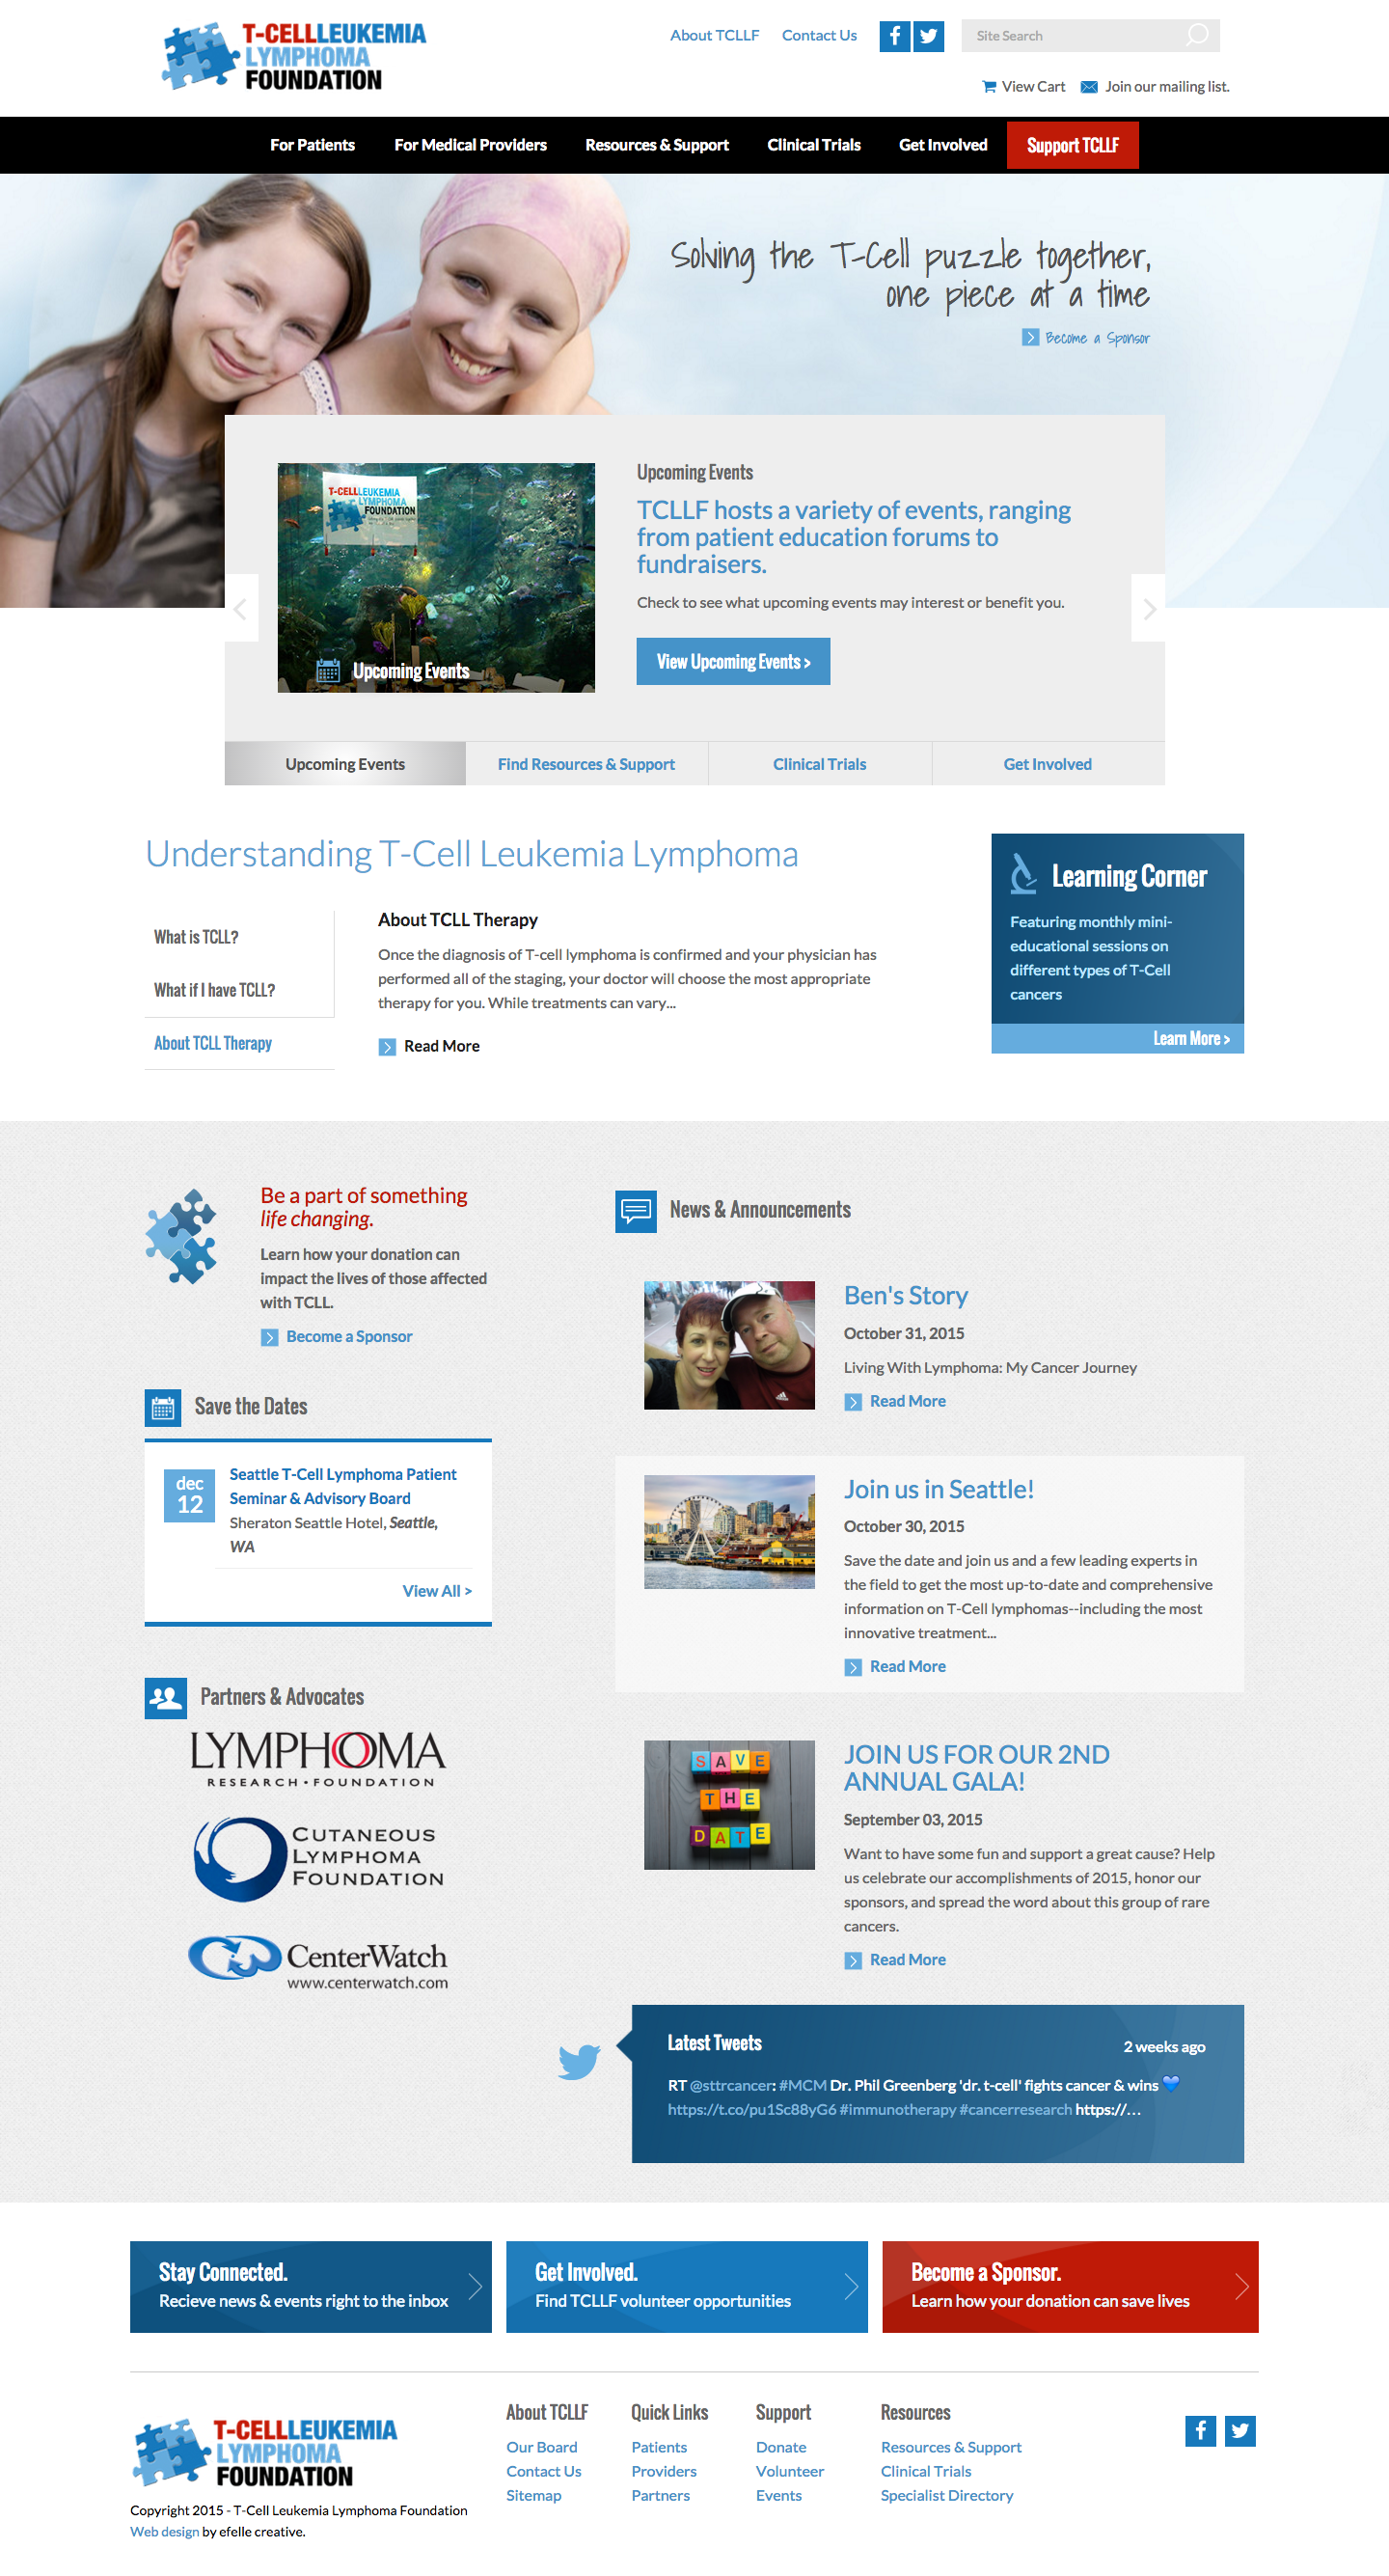 T-CELLLEUKEMIA
LYMPHOMA
FOUNDATION
About TCLLF
Contact Us
Site Search
View Cart
Join our mailing list.
For Patients
For Medical Providers
Resources & Support
Clinical Trials
Get Involved
Support TCLLF
Solving the T-Cell puzzle together,
one piece at a time
Become a Sponsor
T-CELLLEUKEMIA
LYMPHOMA
FOUNDATION
Upcoming Events
Upcoming Events
TCLLF hosts a variety of events, ranging
from patient education forums to
fundraisers.
Check to see what upcoming events may interest or benefit you.
View Upcoming Events >
Upcoming Events
Find Resources & Support
Clinical Trials
Get Involved
Understanding T-Cell Leukemia Lymphoma
What is TCLL?
What if I have TCLL?
About TCLL Therapy
About TCLL Therapy
Once the diagnosis of T-cell lymphoma is confirmed and your physician has
performed all of the staging, your doctor will choose the most appropriate
therapy for you. While treatments can vary...
Read More
Learning Corner
Featuring monthly mini-
educational sessions on
different types of T-Cell
cancers
Learn More >
Be a part of something
life changing.
Learn how your donation can
impact the lives of those affected
with TCLL.
Become a Sponsor
Save the Dates
dec
12
Seattle T-Cell Lymphoma Patient
Seminar & Advisory Board
Sheraton Seattle Hotel, Seattle,
WA
View All >
Partners & Advocates
LYMPHOMA
RESEARCH • FOUNDATION
CUTANEOUS
LYMPHOMA
FOUNDATION
CenterWatch
www.centerwatch.com
News & Announcements
Ben's Story
October 31, 2015
Living With Lymphoma: My Cancer Journey
Read More
Join us in Seattle!
October 30, 2015
Save the date and join us and a few leading experts in
the field to get the most up-to-date and comprehensive
information on T-Cell lymphomas--including the most
innovative treatment...
Read More
SAVE
THE
DATE
JOIN US FOR OUR 2ND
ANNUAL GALA!
September 03, 2015
Want to have some fun and support a great cause? Help
us celebrate our accomplishments of 2015, honor our
sponsors, and spread the word about this group of rare
cancers.
Read More
Latest Tweets
2 weeks ago
RT @sttrcancer: #MCM Dr. Phil Greenberg 'dr. t-cell' fights cancer & wins 💙
https://t.co/pu1Sc88yG6 #immunotherapy #cancerresearch https://…
Stay Connected.
Recieve news & events right to the inbox
Get Involved.
Find TCLLF volunteer opportunities
Become a Sponsor.
Learn how your donation can save lives
T-CELLLEUKEMIA
LYMPHOMA
FOUNDATION
Copyright 2015 - T-Cell Leukemia Lymphoma Foundation
Web design by efelle creative.
About TCLLF
Our Board
Contact Us
Sitemap
Quick Links
Patients
Providers
Partners
Support
Donate
Volunteer
Events
Resources
Resources & Support
Clinical Trials
Specialist Directory